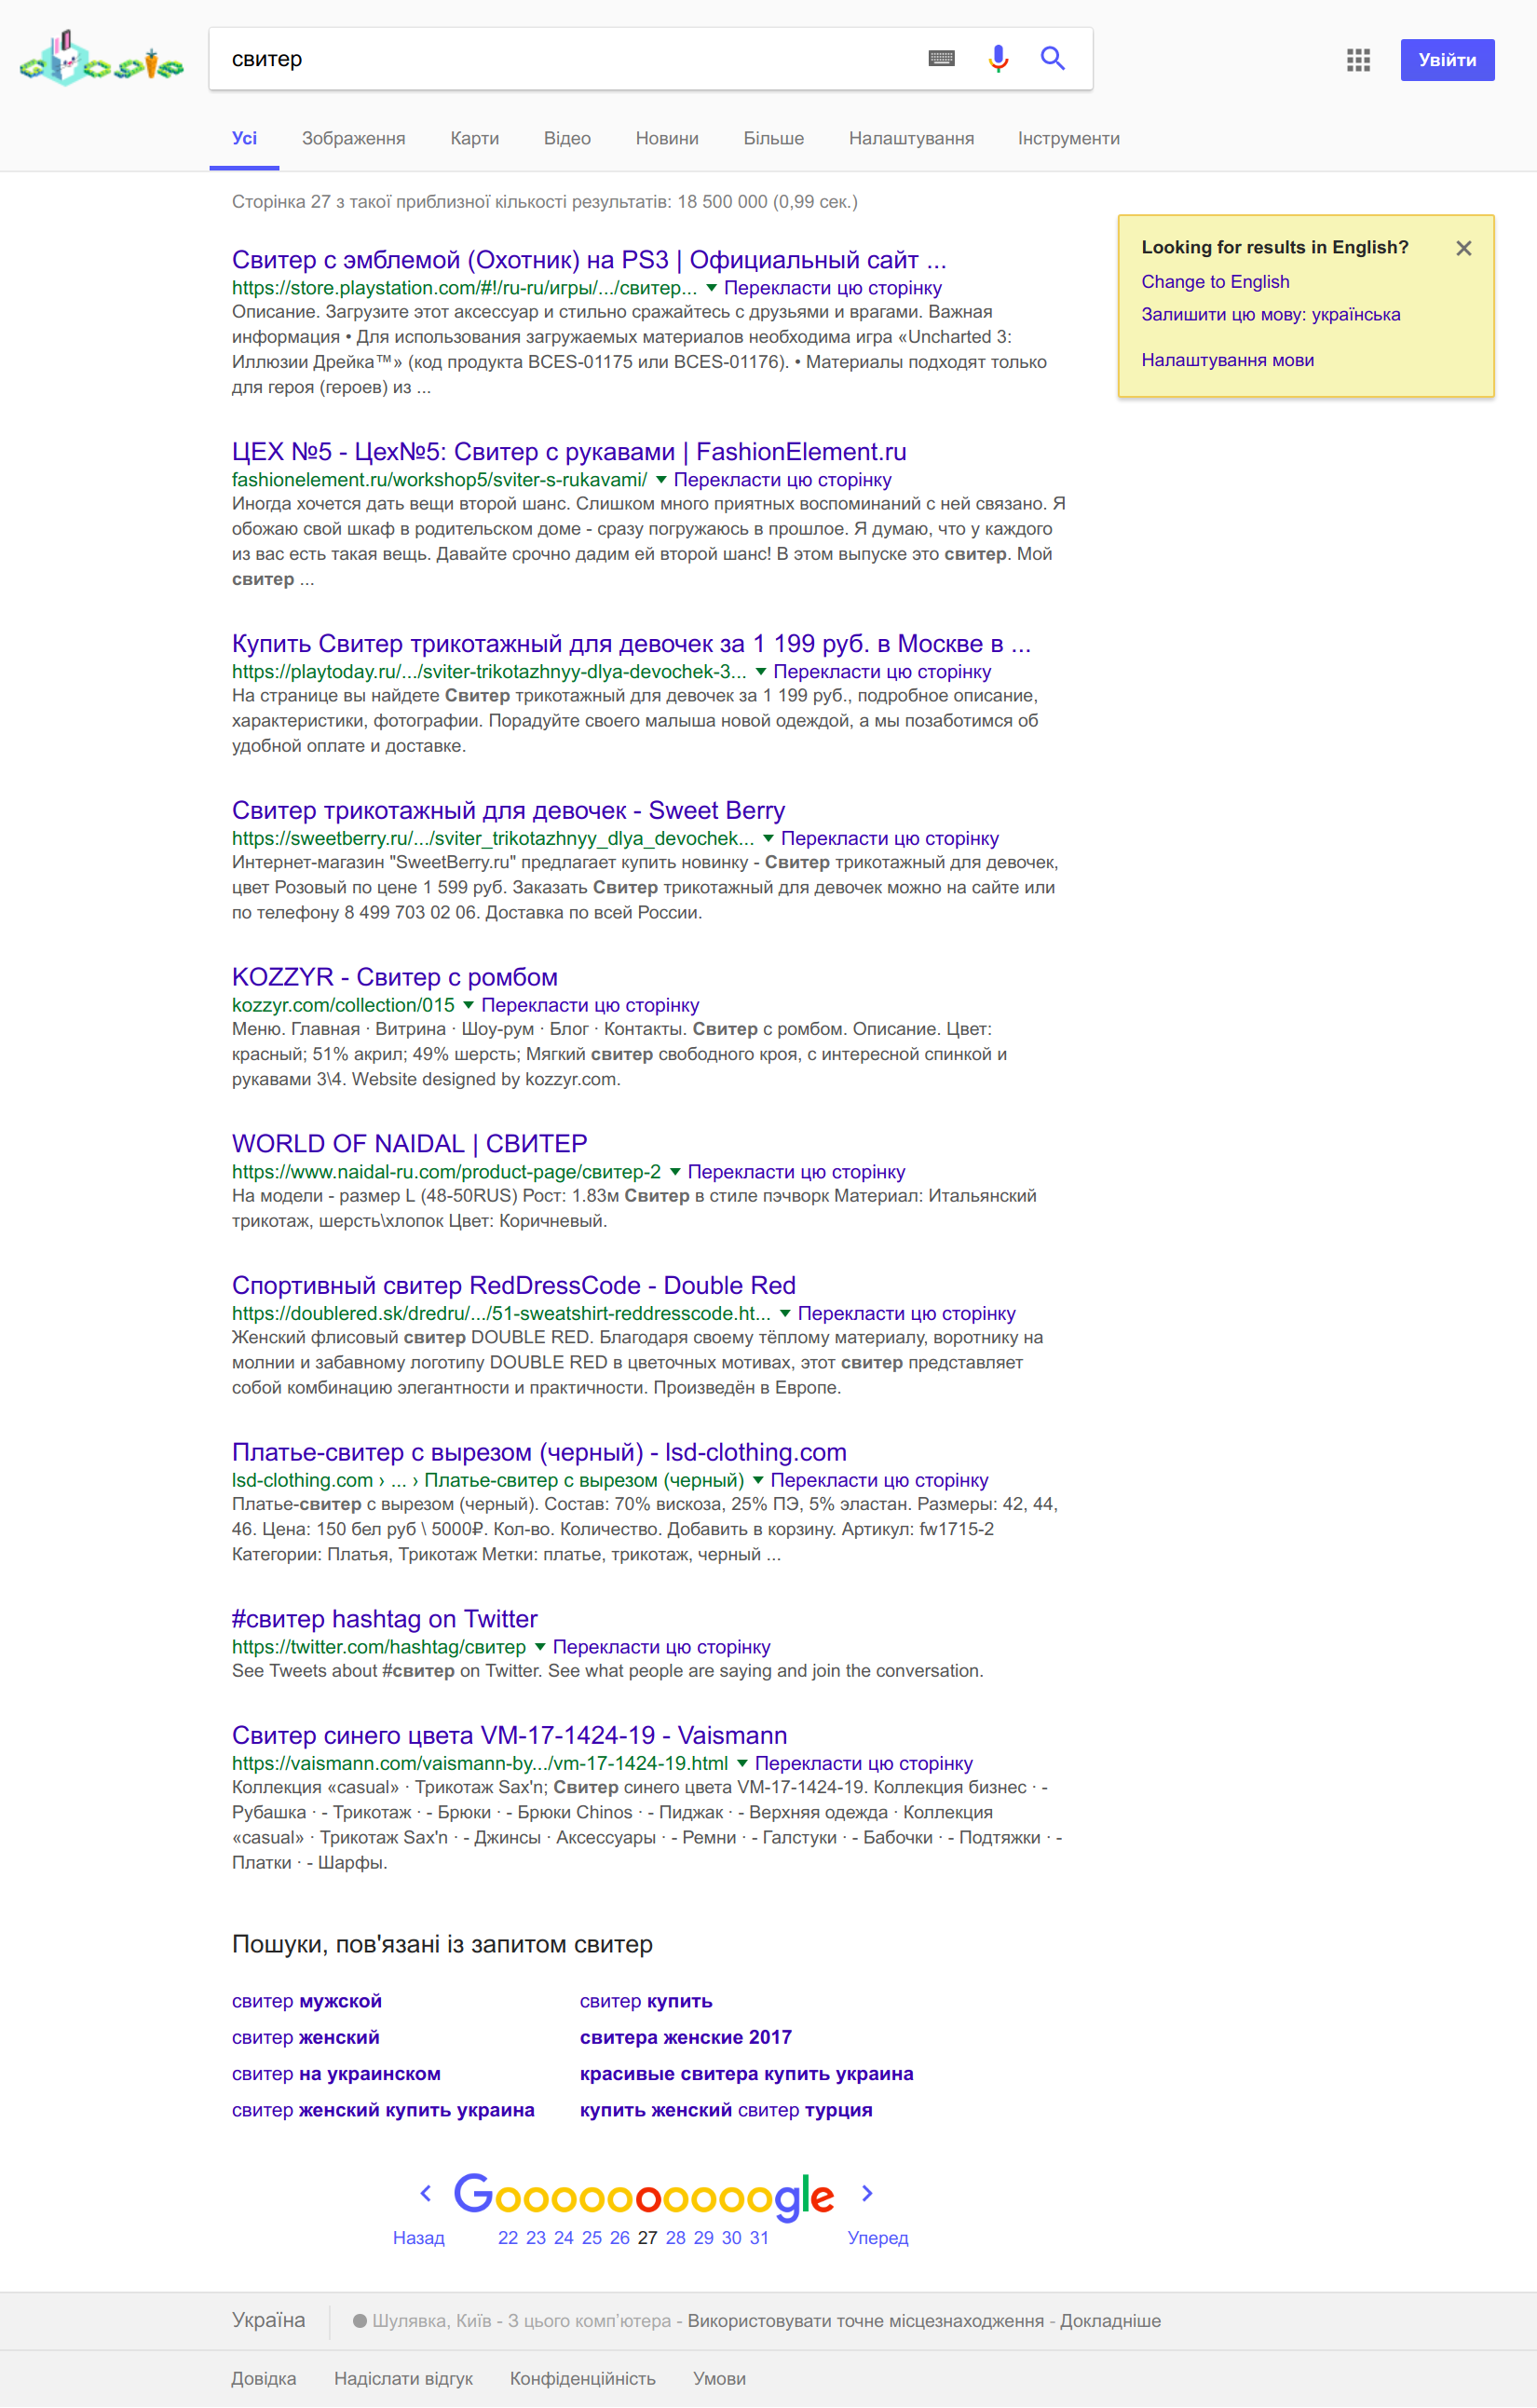 свитер
Увійти
Усі Зображення Карти Відео Новини Більше Налаштування Інструменти
Сторінка 27 з такої приблизної кількості результатів: 18 500 000 (0,99 сек.)
Looking for results in English?
Change to English
Залишити цю мову: українська
Налаштування мови
Свитер с эмблемой (Охотник) на PS3 | Официальный сайт ...
https://store.playstation.com/#!/ru-ru/игры/.../свитер... Перекласти цю сторінку
Описание. Загрузите этот аксессуар и стильно сражайтесь с друзьями и врагами. Важная
информация • Для использования загружаемых материалов необходима игра «Uncharted 3:
Иллюзии Дрейка™» (код продукта BCES-01175 или BCES-01176). • Материалы подходят только
для героя (героев) из ...
ЦЕХ №5 - Цех№5: Свитер с рукавами | FashionElement.ru
fashionelement.ru/workshop5/sviter-s-rukavami/ Перекласти цю сторінку
Иногда хочется дать вещи второй шанс. Слишком много приятных воспоминаний с ней связано. Я
обожаю свой шкаф в родительском доме - сразу погружаюсь в прошлое. Я думаю, что у каждого
из вас есть такая вещь. Давайте срочно дадим ей второй шанс! В этом выпуске это свитер. Мой
свитер ...
Купить Свитер трикотажный для девочек за 1 199 руб. в Москве в ...
https://playtoday.ru/.../sviter-trikotazhnyy-dlya-devochek-3... Перекласти цю сторінку
На странице вы найдете Свитер трикотажный для девочек за 1 199 руб., подробное описание,
характеристики, фотографии. Порадуйте своего малыша новой одеждой, а мы позаботимся об
удобной оплате и доставке.
Свитер трикотажный для девочек - Sweet Berry
https://sweetberry.ru/.../sviter_trikotazhnyy_dlya_devochek... Перекласти цю сторінку
Интернет-магазин "SweetBerry.ru" предлагает купить новинку - Свитер трикотажный для девочек,
цвет Розовый по цене 1 599 руб. Заказать Свитер трикотажный для девочек можно на сайте или
по телефону 8 499 703 02 06. Доставка по всей России.
KOZZYR - Свитер с ромбом
kozzyr.com/collection/015 Перекласти цю сторінку
Меню. Главная · Витрина · Шоу-рум · Блог · Контакты. Свитер с ромбом. Описание. Цвет:
красный; 51% акрил; 49% шерсть; Мягкий свитер свободного кроя, с интересной спинкой и
рукавами 3\4. Website designed by kozzyr.com.
WORLD OF NAIDAL | СВИТЕР
https://www.naidal-ru.com/product-page/свитер-2 Перекласти цю сторінку
На модели - размер L (48-50RUS) Рост: 1.83м Свитер в стиле пэчворк Материал: Итальянский
трикотаж, шерсть\хлопок Цвет: Коричневый.
Спортивный свитер RedDressCode - Double Red
https://doublered.sk/dredru/.../51-sweatshirt-reddresscode.ht... Перекласти цю сторінку
Женский флисовый свитер DOUBLE RED. Благодаря своему тёплому материалу, воротнику на
молнии и забавному логотипу DOUBLE RED в цветочных мотивах, этот свитер представляет
собой комбинацию элегантности и практичности. Произведён в Европе.
Платье-свитер с вырезом (черный) - lsd-clothing.com
lsd-clothing.com › ... › Платье-свитер с вырезом (черный) Перекласти цю сторінку
Платье-свитер с вырезом (черный). Состав: 70% вискоза, 25% ПЭ, 5% эластан. Размеры: 42, 44,
46. Цена: 150 бел руб \ 5000₽. Кол-во. Количество. Добавить в корзину. Артикул: fw1715-2
Категории: Платья, Трикотаж Метки: платье, трикотаж, черный ...
#свитер hashtag on Twitter
https://twitter.com/hashtag/свитер Перекласти цю сторінку
See Tweets about #свитер on Twitter. See what people are saying and join the conversation.
Свитер синего цвета VM-17-1424-19 - Vaismann
https://vaismann.com/vaismann-by.../vm-17-1424-19.html Перекласти цю сторінку
Коллекция «casual» · Трикотаж Sax'n; Свитер синего цвета VM-17-1424-19. Коллекция бизнес · -
Рубашка · - Трикотаж · - Брюки · - Брюки Chinos · - Пиджак · - Верхняя одежда · Коллекция
«casual» · Трикотаж Sax'n · - Джинсы · Аксессуары · - Ремни · - Галстуки · - Бабочки · - Подтяжки · -
Платки · - Шарфы.
Пошуки, пов'язані із запитом свитер
свитер мужской свитер купить
свитер женский свитера женские 2017
свитер на украинском красивые свитера купить украина
свитер женский купить украина купить женский свитер турция
Goooooooooogle
Назад 22 23 24 25 26 27 28 29 30 31 Уперед
Україна Шулявка, Київ - З цього комп’ютера - Використовувати точне місцезнаходження - Докладніше
Довідка Надіслати відгук Конфіденційність Умови